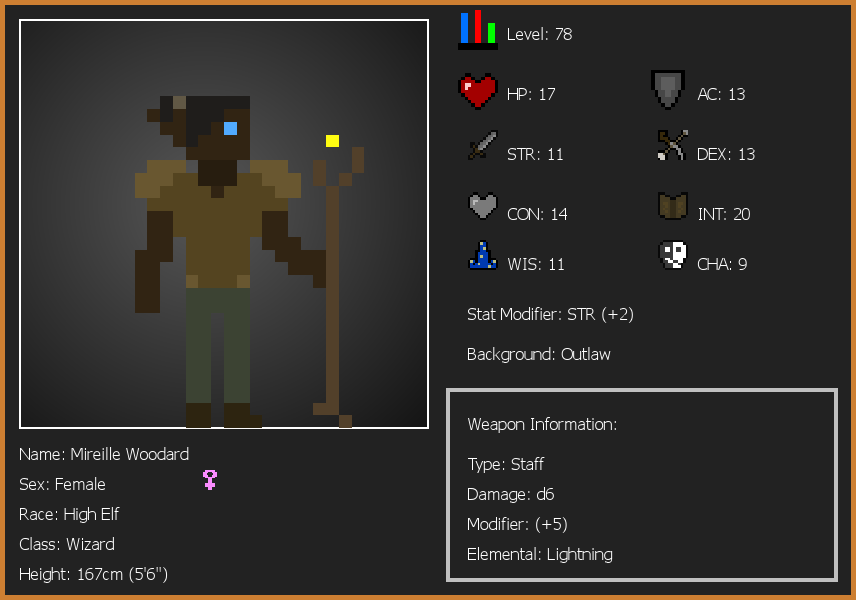 Level: 78
HP: 17
AC: 13
STR: 11
DEX: 13
CON: 14
INT: 20
WIS: 11
CHA: 9
Stat Modifier: STR (+2)
Background: Outlaw
Weapon Information:
Type: Staff
Damage: d6
Modifier: (+5)
Elemental: Lightning
Name: Mireille Woodard
Sex: Female
Race: High Elf
Class: Wizard
Height: 167cm (5'6")